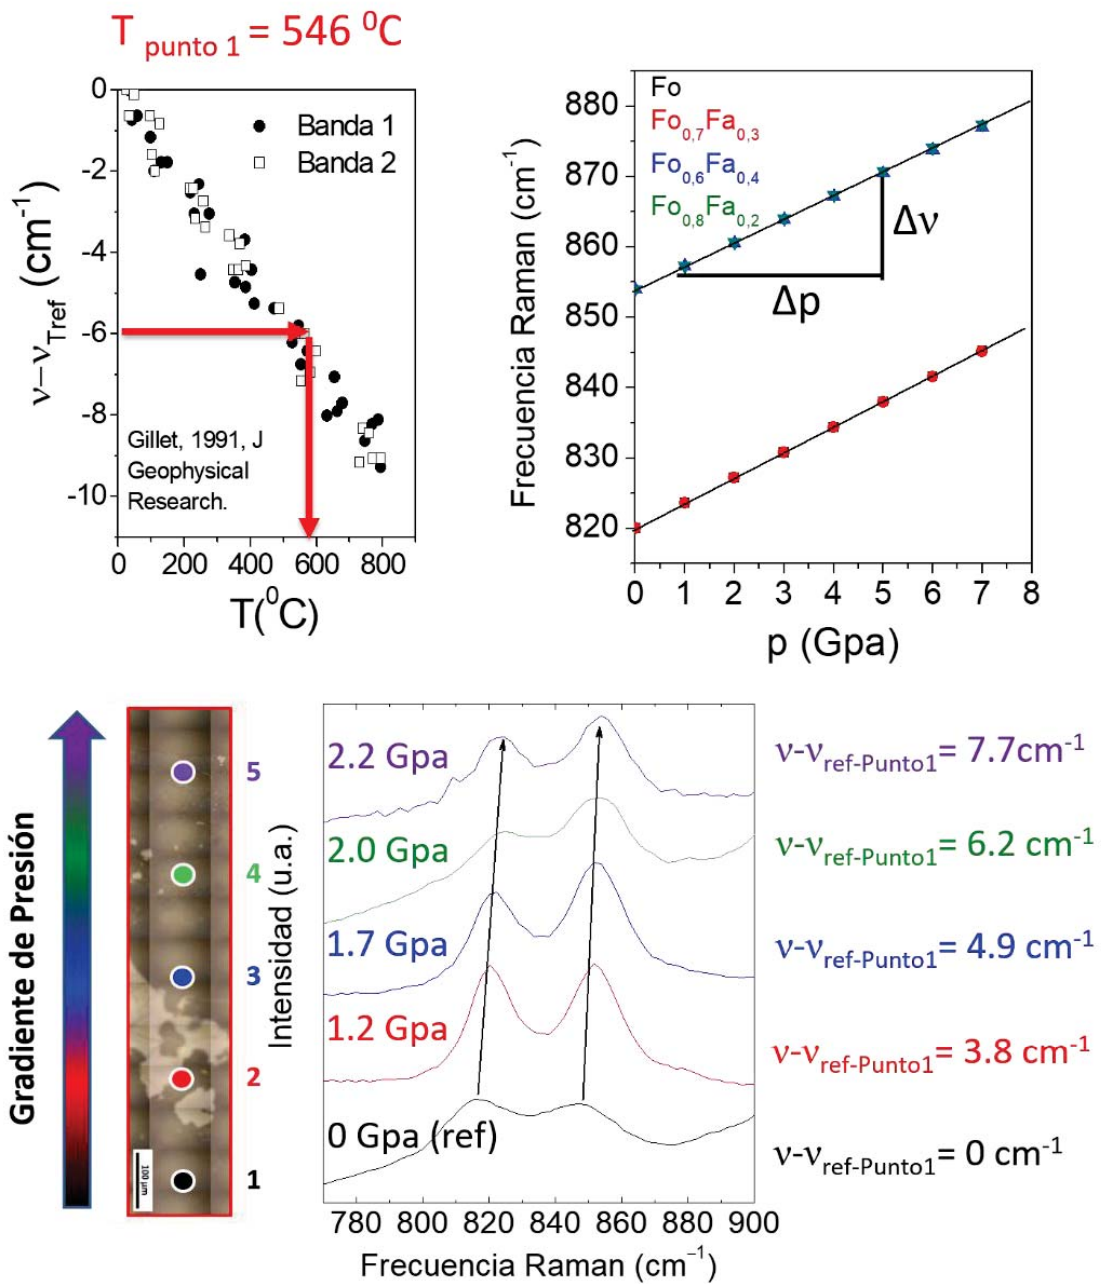 T punto 1 = 546 ⁰C
0
-2
-4
-6
-8
-10
ν–νTref (cm⁻¹)
Banda 1
Banda 2
Gillet, 1991, J
Geophysical
Research.
0 200 400 600 800
T(⁰C)
880
870
860
850
840
830
820
Frecuencia Raman (cm⁻¹)
Fo
Fo0,7Fa0,3
Fo0,6Fa0,4
Fo0,8Fa0,2
Δν
Δp
0 1 2 3 4 5 6 7 8
p (Gpa)
Gradiente de Presión
5
4
3
2
1
100 µm
Intensidad (u.a.)
2.2 Gpa
2.0 Gpa
1.7 Gpa
1.2 Gpa
0 Gpa (ref)
780 800 820 840 860 880 900
Frecuencia Raman (cm⁻¹)
ν-νref-Punto1= 7.7cm⁻¹
ν-νref-Punto1= 6.2 cm⁻¹
ν-νref-Punto1= 4.9 cm⁻¹
ν-νref-Punto1= 3.8 cm⁻¹
ν-νref-Punto1= 0 cm⁻¹